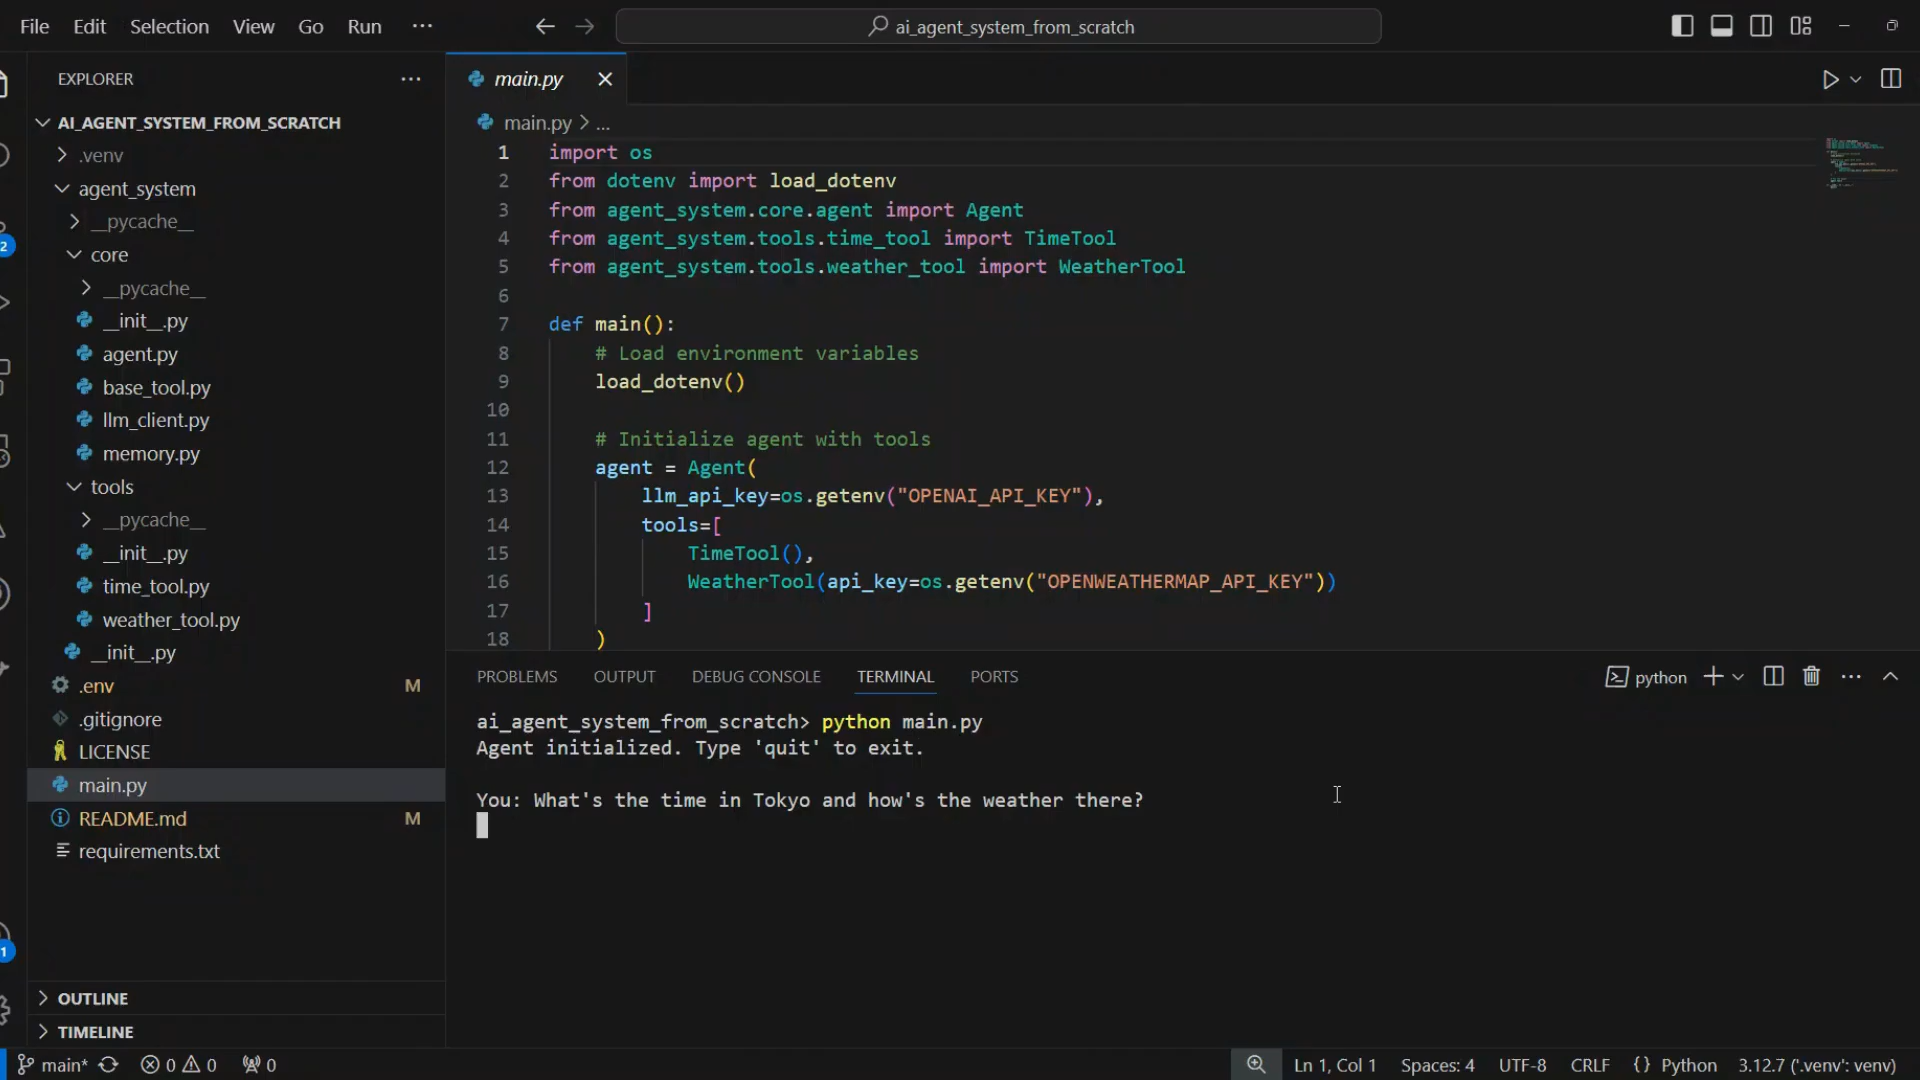 File Edit Selection View Go Run ···
ai_agent_system_from_scratch
EXPLORER ···
AI_AGENT_SYSTEM_FROM_SCRATCH
.venv
agent_system
__pycache__
core
__pycache__
__init__.py
agent.py
base_tool.py
llm_client.py
memory.py
tools
__pycache__
__init__.py
time_tool.py
weather_tool.py
__init__.py
.env M
.gitignore
LICENSE
main.py
README.md M
requirements.txt
OUTLINE
TIMELINE
2
1
main.py
main.py > ...
1 import os
2 from dotenv import load_dotenv
3 from agent_system.core.agent import Agent
4 from agent_system.tools.time_tool import TimeTool
5 from agent_system.tools.weather_tool import WeatherTool
6
7 def main():
8 # Load environment variables
9 load_dotenv()
10
11 # Initialize agent with tools
12 agent = Agent(
13 llm_api_key=os.getenv("OPENAI_API_KEY"),
14 tools=[
15 TimeTool(),
16 WeatherTool(api_key=os.getenv("OPENWEATHERMAP_API_KEY"))
17 ]
18 )
PROBLEMS OUTPUT DEBUG CONSOLE TERMINAL PORTS python
ai_agent_system_from_scratch> python main.py
Agent initialized. Type 'quit' to exit.
You: What's the time in Tokyo and how's the weather there?
main* 0 0 0 Ln 1, Col 1 Spaces: 4 UTF-8 CRLF {} Python 3.12.7 ('.venv': venv)